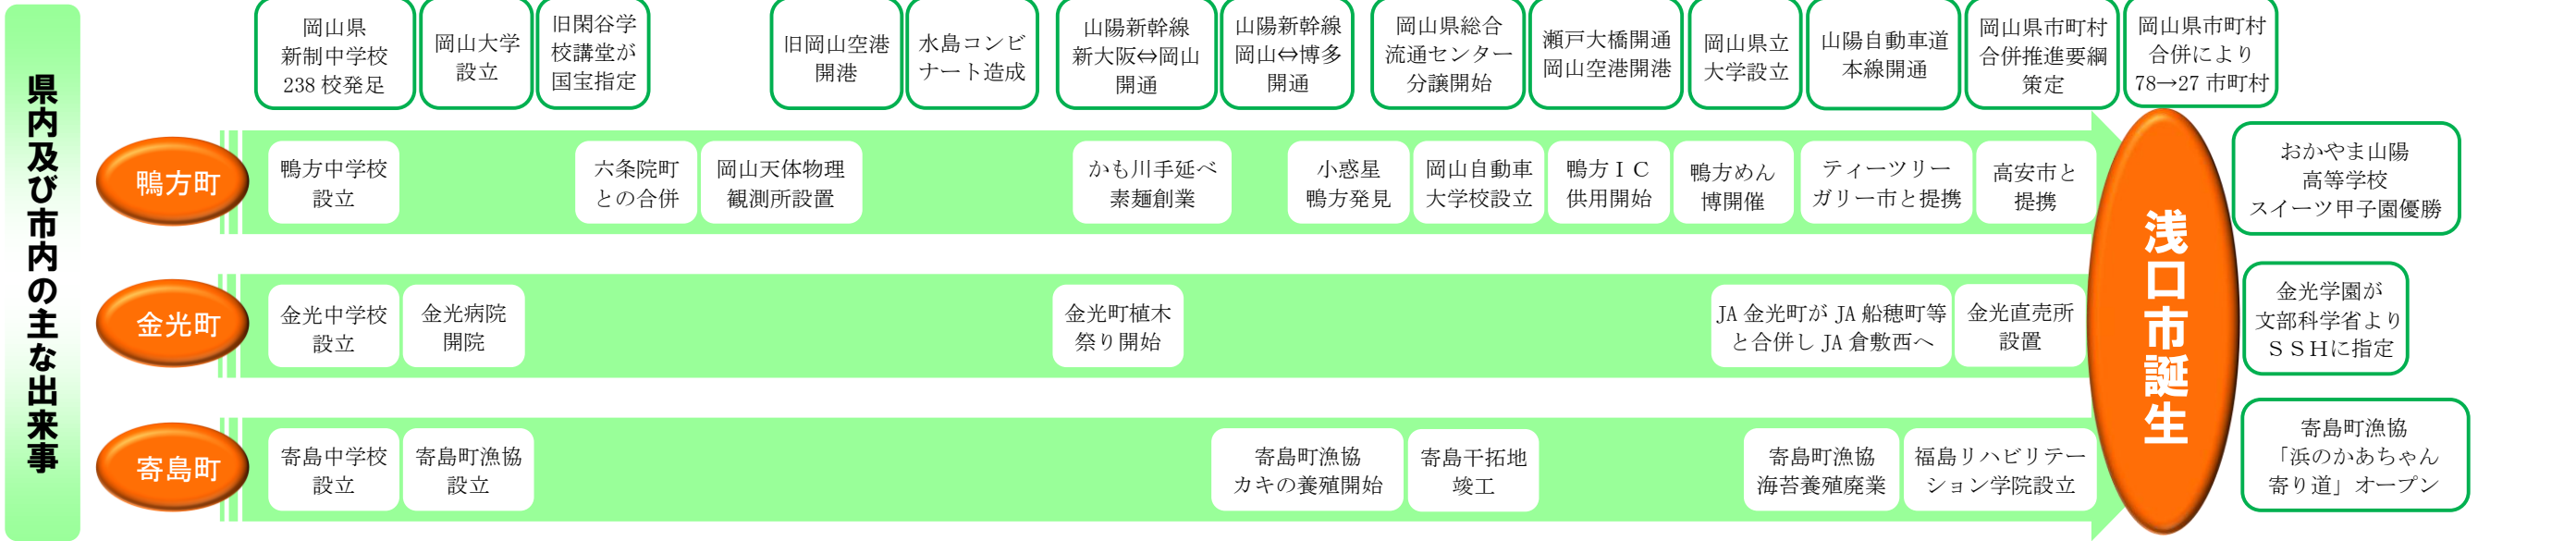 県内及び市内の主な出来事
岡山県
新制中学校
238 校発足
岡山大学
設立
旧閑谷学
校講堂が
国宝指定
旧岡山空港
開港
水島コンビ
ナート造成
山陽新幹線
新大阪⇔岡山
開通
山陽新幹線
岡山⇔博多
開通
岡山県総合
流通センター
分譲開始
瀬戸大橋開通
岡山空港開港
岡山県立
大学設立
山陽自動車道
本線開通
岡山県市町村
合併推進要綱
策定
岡山県市町村
合併により
78→27 市町村
鴨方町
鴨方中学校
設立
六条院町
との合併
岡山天体物理
観測所設置
かも川手延べ
素麺創業
小惑星
鴨方発見
岡山自動車
大学校設立
鴨方ＩＣ
供用開始
鴨方めん
博開催
ティーツリー
ガリー市と提携
高安市と
提携
金光町
金光中学校
設立
金光病院
開院
金光町植木
祭り開始
JA 金光町が JA 船穂町等
と合併し JA 倉敷西へ
金光直売所
設置
寄島町
寄島中学校
設立
寄島町漁協
設立
寄島町漁協
カキの養殖開始
寄島干拓地
竣工
寄島町漁協
海苔養殖廃業
福島リハビリテー
ション学院設立
浅口市誕生
おかやま山陽
高等学校
スイーツ甲子園優勝
金光学園が
文部科学省より
ＳＳＨに指定
寄島町漁協
「浜のかあちゃん
寄り道」オープン